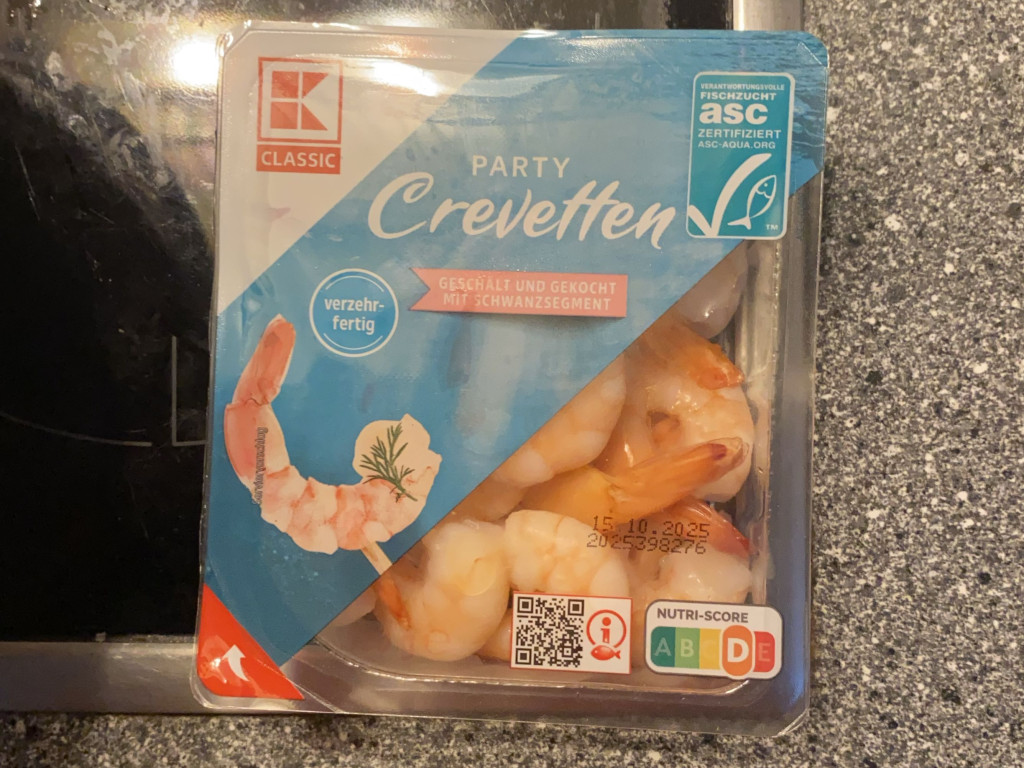 K
CLASSIC
VERANTWORTUNGSVOLLE
FISCHZUCHT
asc
ZERTIFIZIERT
ASC-AQUA.ORG
TM
PARTY
Crevetten
verzehr-
fertig
GESCHÄLT UND GEKOCHT
MIT SCHWANZSEGMENT
15.10.2025
2025398276
i
NUTRI-SCORE
A B C D E